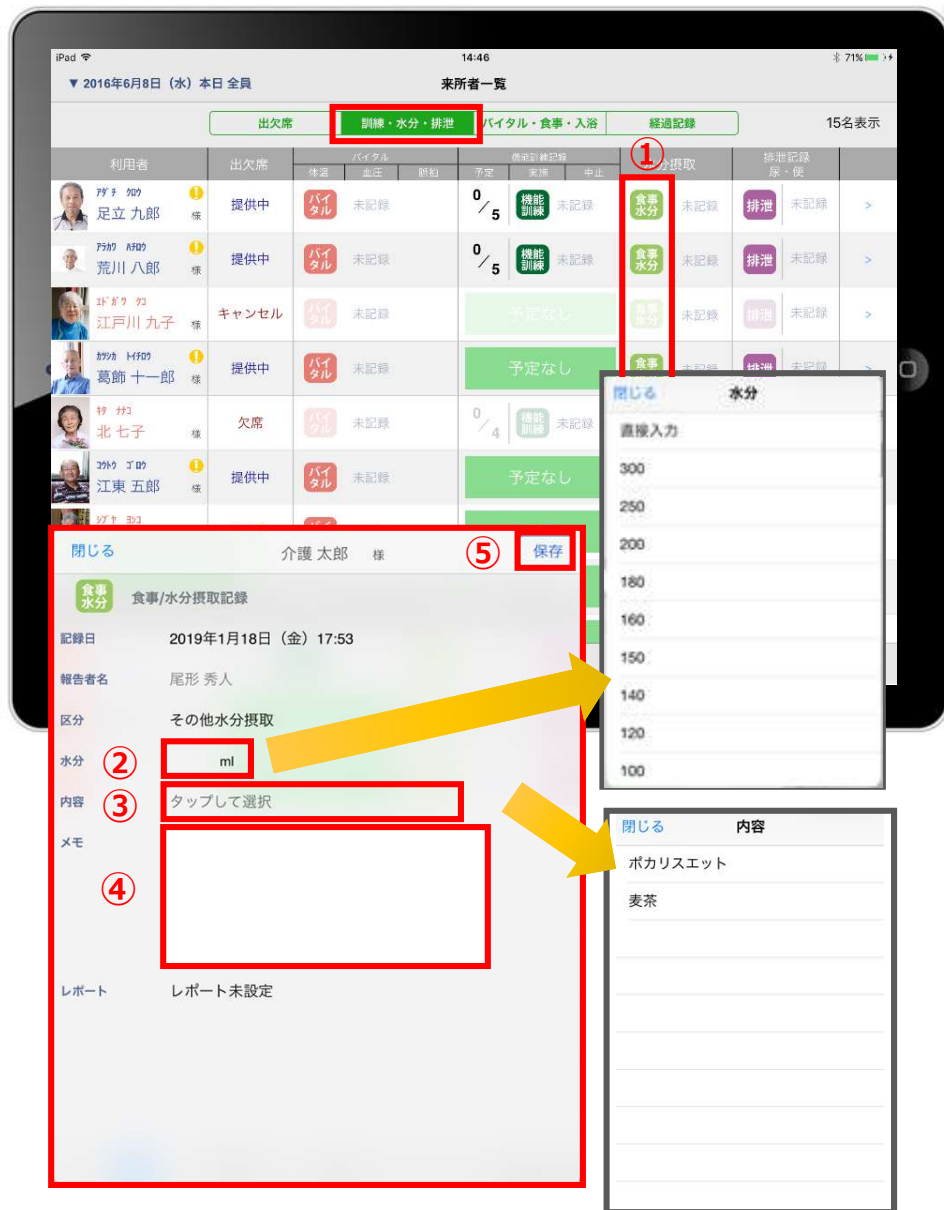 iPad 14:46 71%
▼ 2016年6月8日（水）本日 全員 来所者一覧
出欠席 訓練・水分・排泄 バイタル・食事・入浴 経過記録 15名表示
①
利用者 出欠席 バイタル 機能訓練記録 分摂取 排泄記録
体温 血圧 脈拍 予定 実施 中止 尿・便
ｱﾀﾞﾁ ｸﾛｳ
足立 九郎 様 提供中 バイタル 未記録 0/5 機能訓練 未記録 食事水分 未記録 排泄 未記録 >
ｱﾗｶﾜ ﾊﾁﾛｳ
荒川 八郎 様 提供中 バイタル 未記録 0/5 機能訓練 未記録 食事水分 未記録 排泄 未記録 >
ｴﾄﾞｶﾞﾜ ｸｺ
江戸川 九子 様 キャンセル バイタル 未記録 予定なし 食事水分 未記録 排泄 未記録 >
ｶﾂｼｶ ﾄｲﾁﾛｳ
葛飾 十一郎 様 提供中 バイタル 未記録 予定なし 食事 未記録 排泄 未記録 >
ｷﾀ ﾅﾅｺ
北 七子 様 欠席 バイタル 未記録 0/4 機能訓練 未記録
ｺｳﾄｳ ｺﾞﾛｳ
江東 五郎 様 提供中 バイタル 未記録 予定なし
ｼﾌﾞﾔ ﾖﾝｺ
閉じる 水分
直接入力
300
250
200
180
160
150
140
120
100
閉じる 介護 太郎 様 ⑤ 保存
食事水分 食事/水分摂取記録
記録日 2019年1月18日（金）17:53
報告者名 尾形 秀人
区分 その他水分摂取
水分 ② ml
内容 ③ タップして選択
メモ
④
レポート レポート未設定
閉じる 内容
ポカリスエット
麦茶